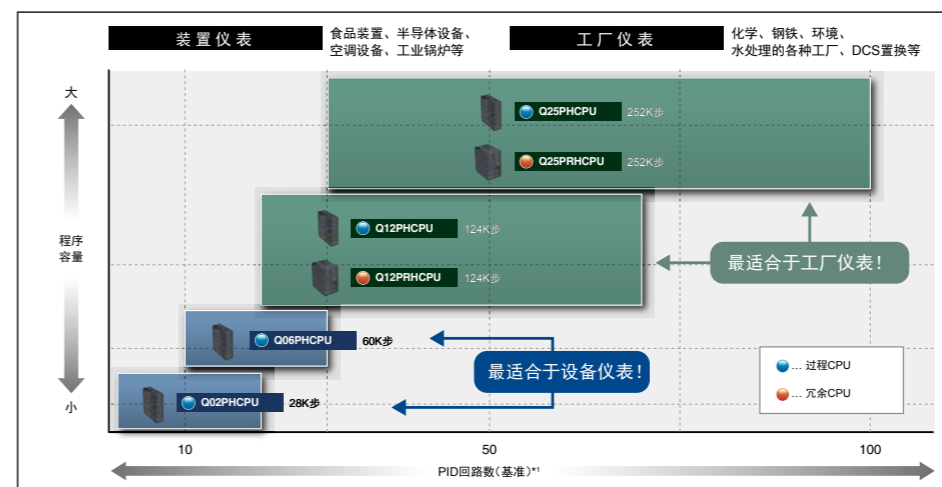 装置仪表
食品装置、半导体设备、
空调设备、工业锅炉等
工厂仪表
化学、钢铁、环境、
水处理的各种工厂、DCS置换等
大
程序
容量
小
Q25PHCPU 252K步
Q25PRHCPU 252K步
Q12PHCPU 124K步
Q12PRHCPU 124K步
最适合于工厂仪表!
Q06PHCPU 60K步
最适合于设备仪表!
Q02PHCPU 28K步
… 过程CPU
… 冗余CPU
10 50 100
PID回路数(基准)*1